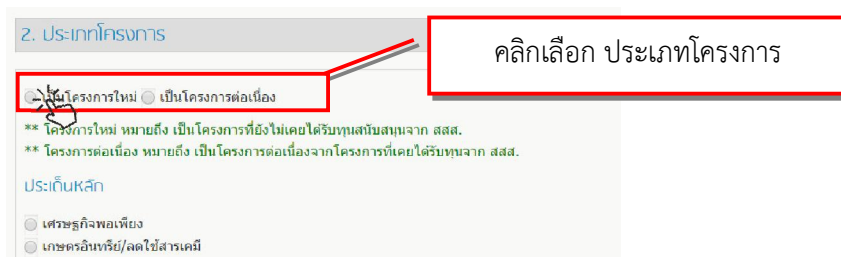 2. ประเภทโครงการ
คลิกเลือก ประเภทโครงการ
เป็นโครงการใหม่ เป็นโครงการต่อเนื่อง
** โครงการใหม่ หมายถึง เป็นโครงการที่ยังไม่เคยได้รับทุนสนับสนุนจาก สสส.
** โครงการต่อเนื่อง หมายถึง เป็นโครงการต่อเนื่องจากโครงการที่เคยได้รับทุนจาก สสส.
ประเด็นหลัก
เศรษฐกิจพอเพียง
เกษตรอินทรีย์/ลดใช้สารเคมี